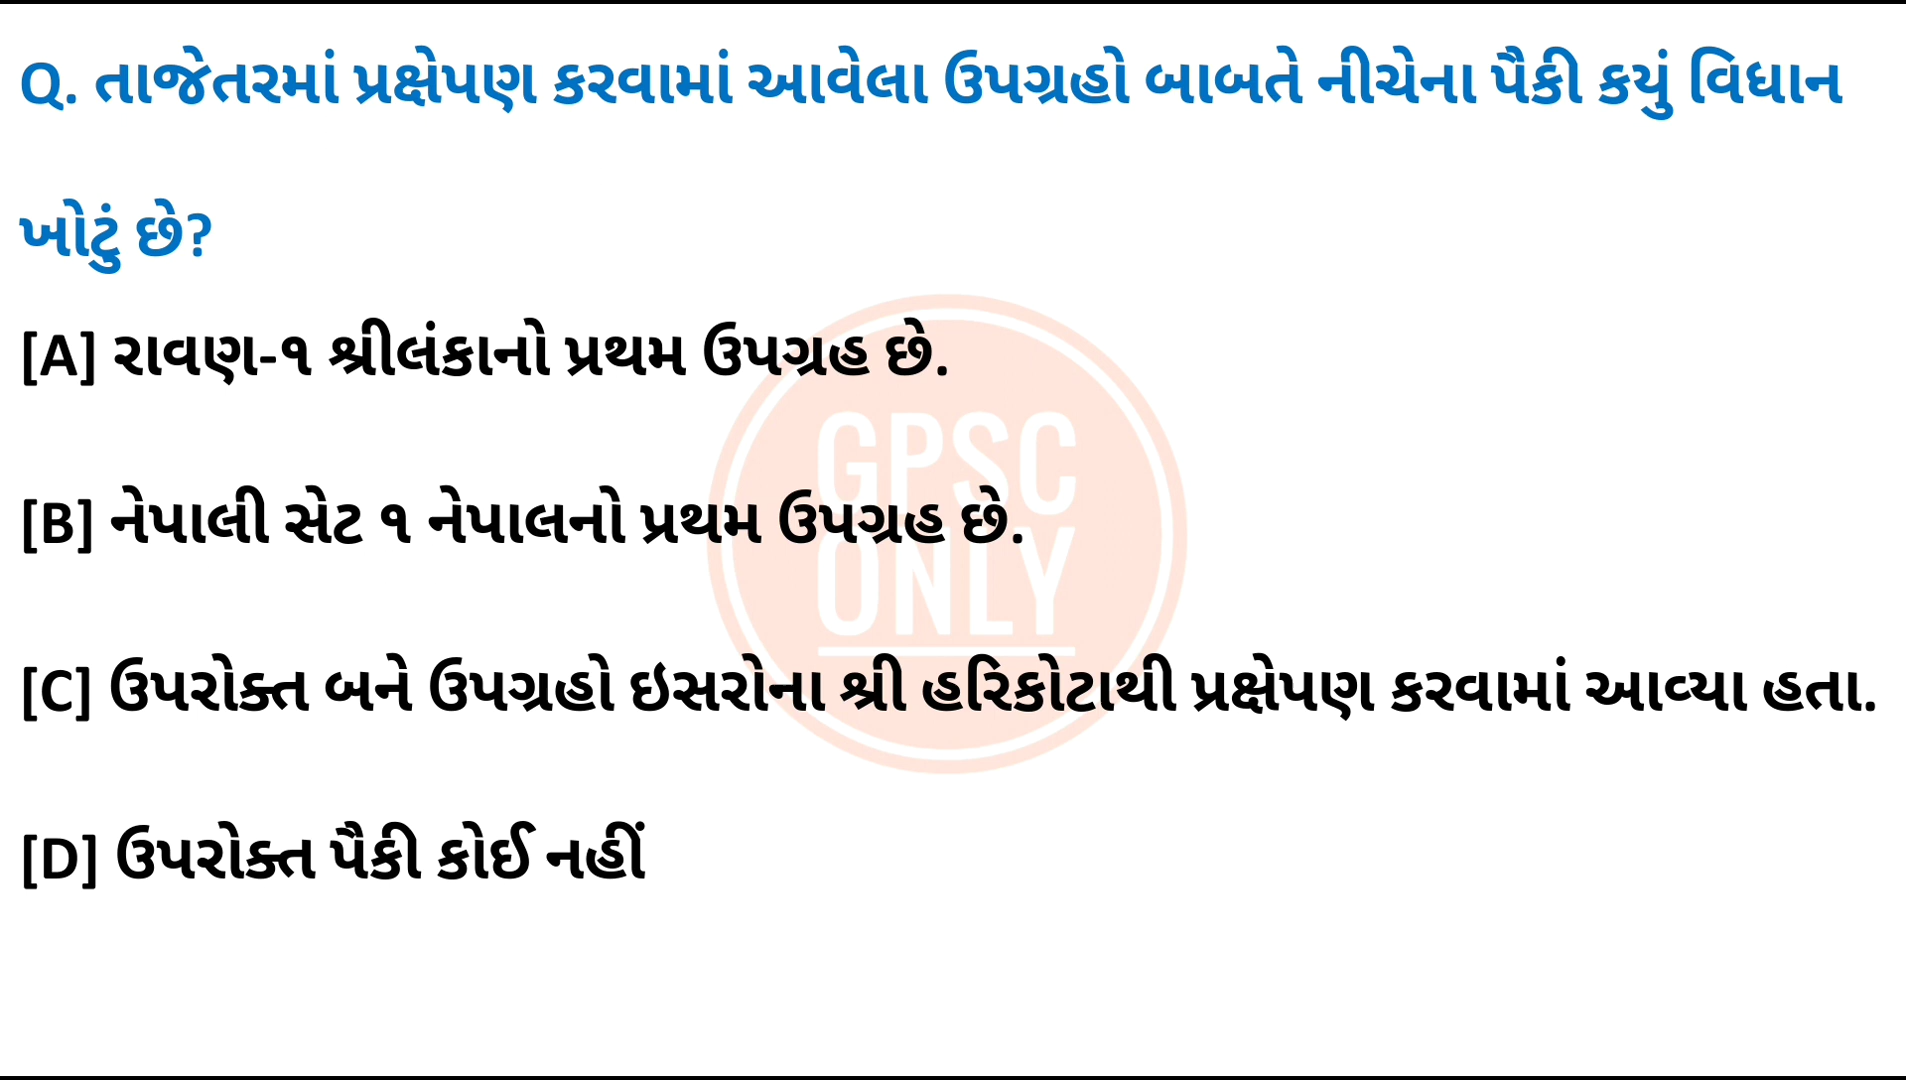 Q. તાજેતરમાં પ્રક્ષેપણ કરવામાં આવેલા ઉપગ્રહો બાબતે નીચેના પૈકી કયું વિધાન
ખોટું છે?
[A] રાવણ-૧ શ્રીલંકાનો પ્રથમ ઉપગ્રહ છે.
GPSC
[B] નેપાલી સેટ ૧ નેપાલનો પ્રથમ ઉપગ્રહ છે.
ONLY
[C] ઉપરોક્ત બને ઉપગ્રહો ઇસરોના શ્રી હરિકોટાથી પ્રક્ષેપણ કરવામાં આવ્યા હતા.
[D] ઉપરોક્ત પૈકી કોઈ નહીં